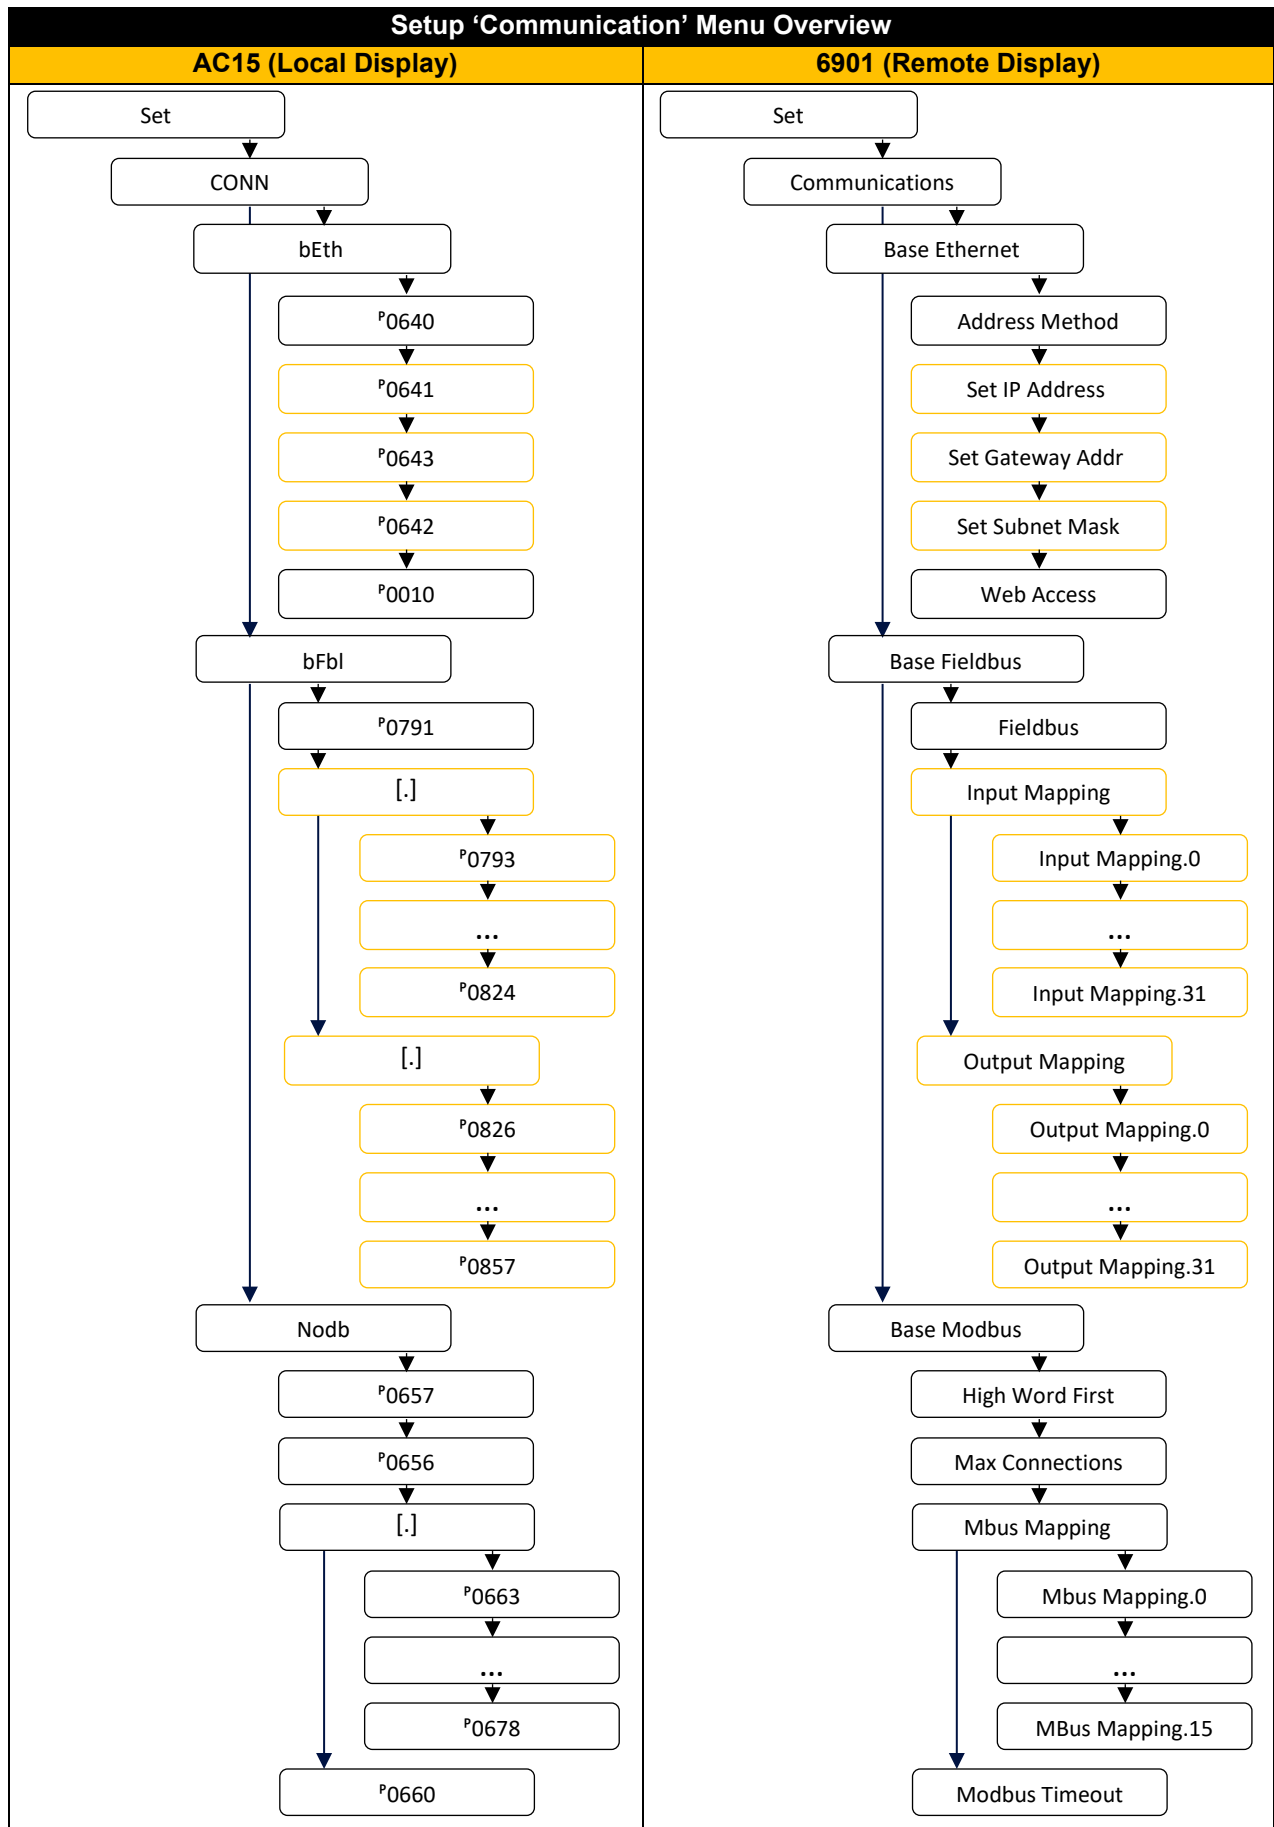 Setup ‘Communication’ Menu Overview
AC15 (Local Display)
Set
CONN
bEth
ᴾ0640
ᴾ0641
ᴾ0643
ᴾ0642
ᴾ0010
bFbl
ᴾ0791
[.]
ᴾ0793
...
ᴾ0824
[.]
ᴾ0826
...
ᴾ0857
Nodb
ᴾ0657
ᴾ0656
[.]
ᴾ0663
...
ᴾ0678
ᴾ0660
6901 (Remote Display)
Set
Communications
Base Ethernet
Address Method
Set IP Address
Set Gateway Addr
Set Subnet Mask
Web Access
Base Fieldbus
Fieldbus
Input Mapping
Input Mapping.0
...
Input Mapping.31
Output Mapping
Output Mapping.0
...
Output Mapping.31
Base Modbus
High Word First
Max Connections
Mbus Mapping
Mbus Mapping.0
...
MBus Mapping.15
Modbus Timeout